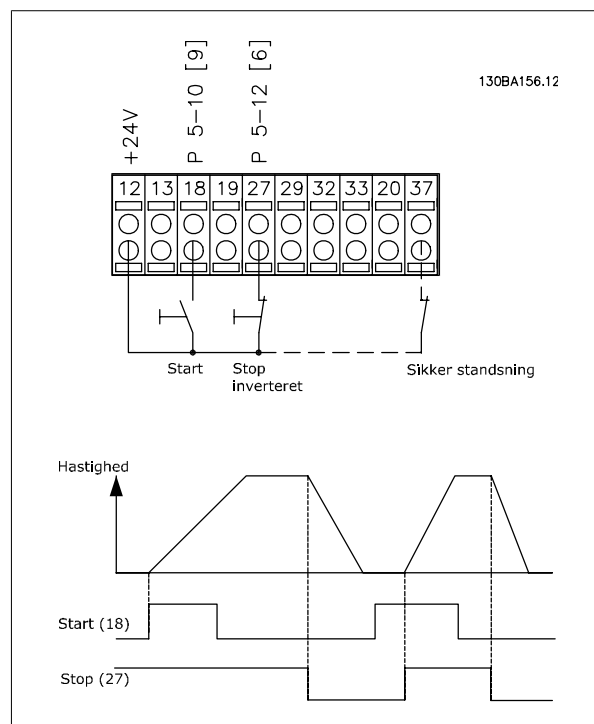 130BA156.12
+24V
P 5-10 [9]
P 5-12 [6]
12 13 18 19 27 29 32 33 20 37
Start
Stop
inverteret
Sikker standsning
Hastighed
Start (18)
Stop (27)